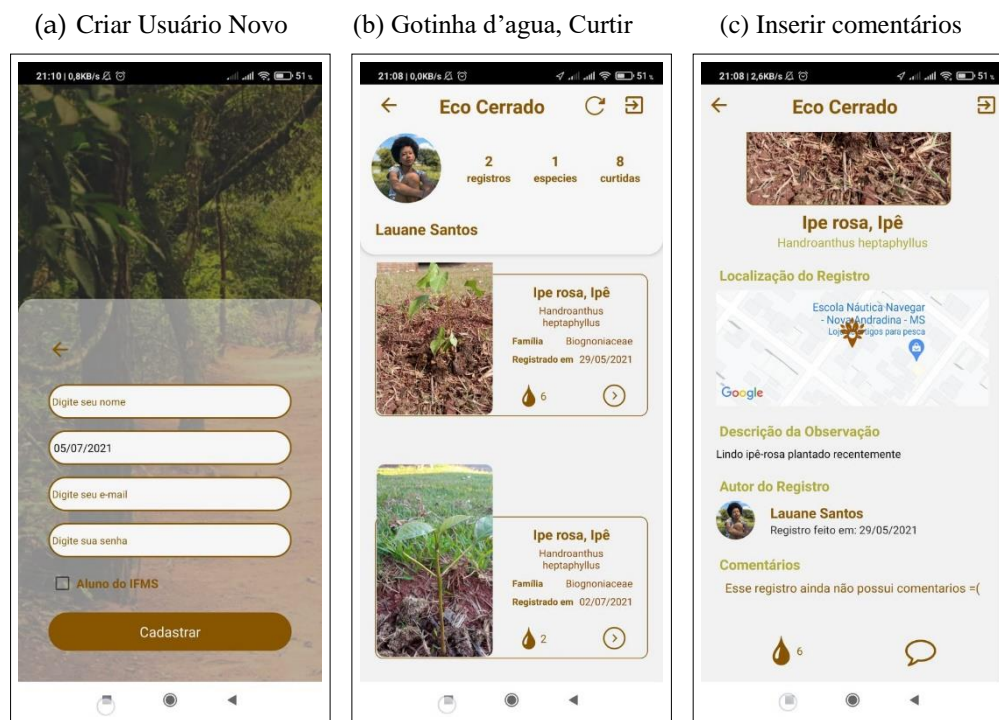 (a) Criar Usuário Novo
21:10 | 0,8KB/s
51 %
Digite seu nome
05/07/2021
Digite seu e-mail
Digite sua senha
Aluno do IFMS
Cadastrar
(b) Gotinha d’agua, Curtir
21:08 | 0,0KB/s
51 %
Eco Cerrado
2 1 8
registros especies curtidas
Lauane Santos
Ipe rosa, Ipê
Handroanthus
heptaphyllus
Família Biognoniaceae
Registrado em 29/05/2021
6
Ipe rosa, Ipê
Handroanthus
heptaphyllus
Família Biognoniaceae
Registrado em 02/07/2021
2
(c) Inserir comentários
21:08 | 2,6KB/s
51 %
Eco Cerrado
Ipe rosa, Ipê
Handroanthus heptaphyllus
Localização do Registro
Escola Náutica Navegar
- Nova Andradina - MS
para pesca
Google
Descrição da Observação
Lindo ipê-rosa plantado recentemente
Autor do Registro
Lauane Santos
Registro feito em: 29/05/2021
Comentários
Esse registro ainda não possui comentarios =(
6